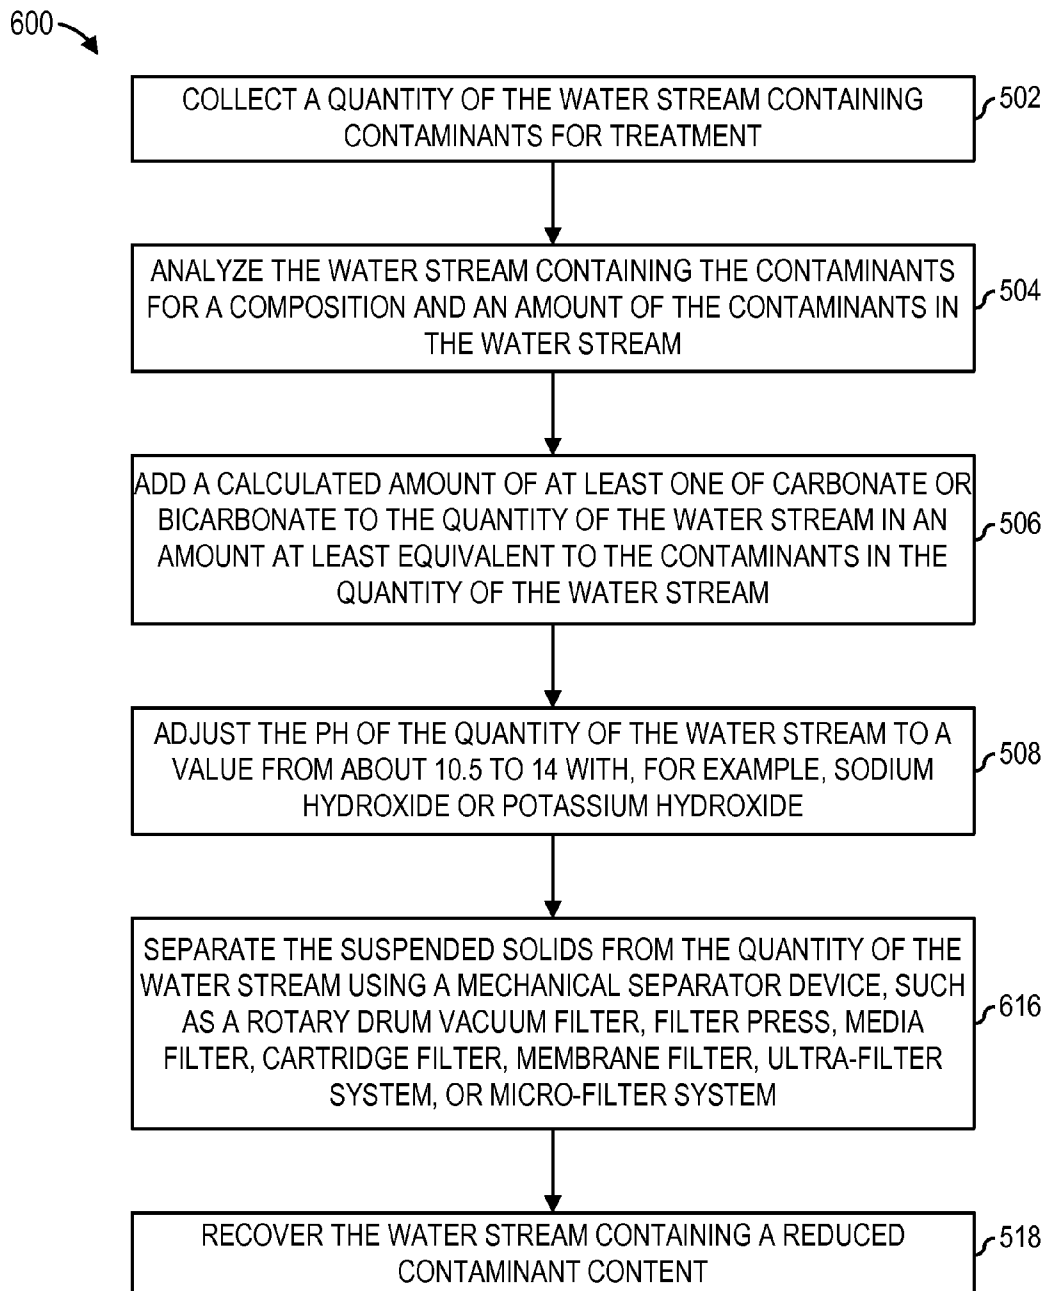 600
COLLECT A QUANTITY OF THE WATER STREAM CONTAINING
CONTAMINANTS FOR TREATMENT
502
ANALYZE THE WATER STREAM CONTAINING THE CONTAMINANTS
FOR A COMPOSITION AND AN AMOUNT OF THE CONTAMINANTS IN
THE WATER STREAM
504
ADD A CALCULATED AMOUNT OF AT LEAST ONE OF CARBONATE OR
BICARBONATE TO THE QUANTITY OF THE WATER STREAM IN AN
AMOUNT AT LEAST EQUIVALENT TO THE CONTAMINANTS IN THE
QUANTITY OF THE WATER STREAM
506
ADJUST THE PH OF THE QUANTITY OF THE WATER STREAM TO A
VALUE FROM ABOUT 10.5 TO 14 WITH, FOR EXAMPLE, SODIUM
HYDROXIDE OR POTASSIUM HYDROXIDE
508
SEPARATE THE SUSPENDED SOLIDS FROM THE QUANTITY OF THE
WATER STREAM USING A MECHANICAL SEPARATOR DEVICE, SUCH
AS A ROTARY DRUM VACUUM FILTER, FILTER PRESS, MEDIA
FILTER, CARTRIDGE FILTER, MEMBRANE FILTER, ULTRA-FILTER
SYSTEM, OR MICRO-FILTER SYSTEM
616
RECOVER THE WATER STREAM CONTAINING A REDUCED
CONTAMINANT CONTENT
518